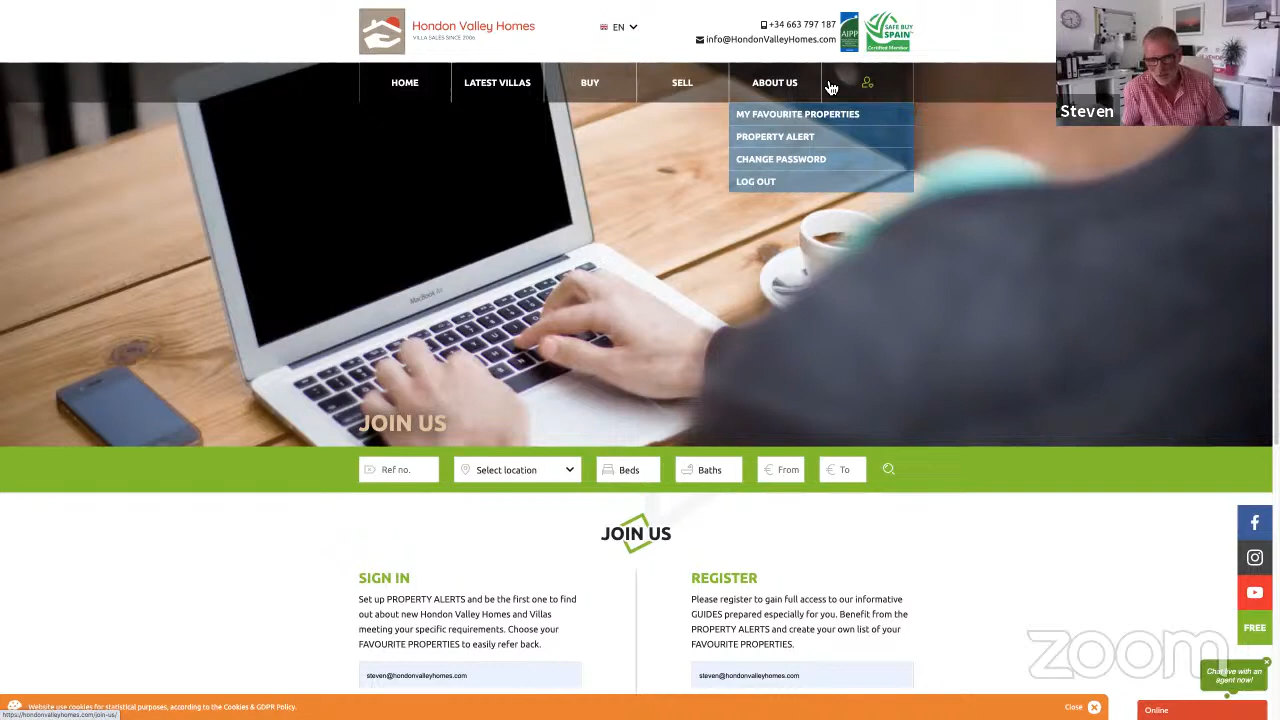 Hondon Valley Homes
VILLA SALES SINCE 2006
EN
+34 663 797 187
info@HondonValleyHomes.com
AIPP
SAFE BUY
SPAIN
Certified Member
Steven
HOME
LATEST VILLAS
BUY
SELL
ABOUT US
MY FAVOURITE PROPERTIES
PROPERTY ALERT
CHANGE PASSWORD
LOG OUT
MacBook Air
JOIN US
Ref no.
Select location
Beds
Baths
€ From
€ To
JOIN US
SIGN IN
Set up PROPERTY ALERTS and be the first one to find
out about new Hondon Valley Homes and Villas
meeting your specific requirements. Choose your
FAVOURITE PROPERTIES to easily refer back.
steven@hondonvalleyhomes.com
REGISTER
Please register to gain full access to our informative
GUIDES prepared especially for you. Benefit from the
PROPERTY ALERTS and create your own list of your
FAVOURITE PROPERTIES.
steven@hondonvalleyhomes.com
FREE
zoom
Chat live with an
agent now!
Website use cookies for statistical purposes, according to the Cookies & GDPR Policy.
Close
Online
https://hondonvalleyhomes.com/join-us/